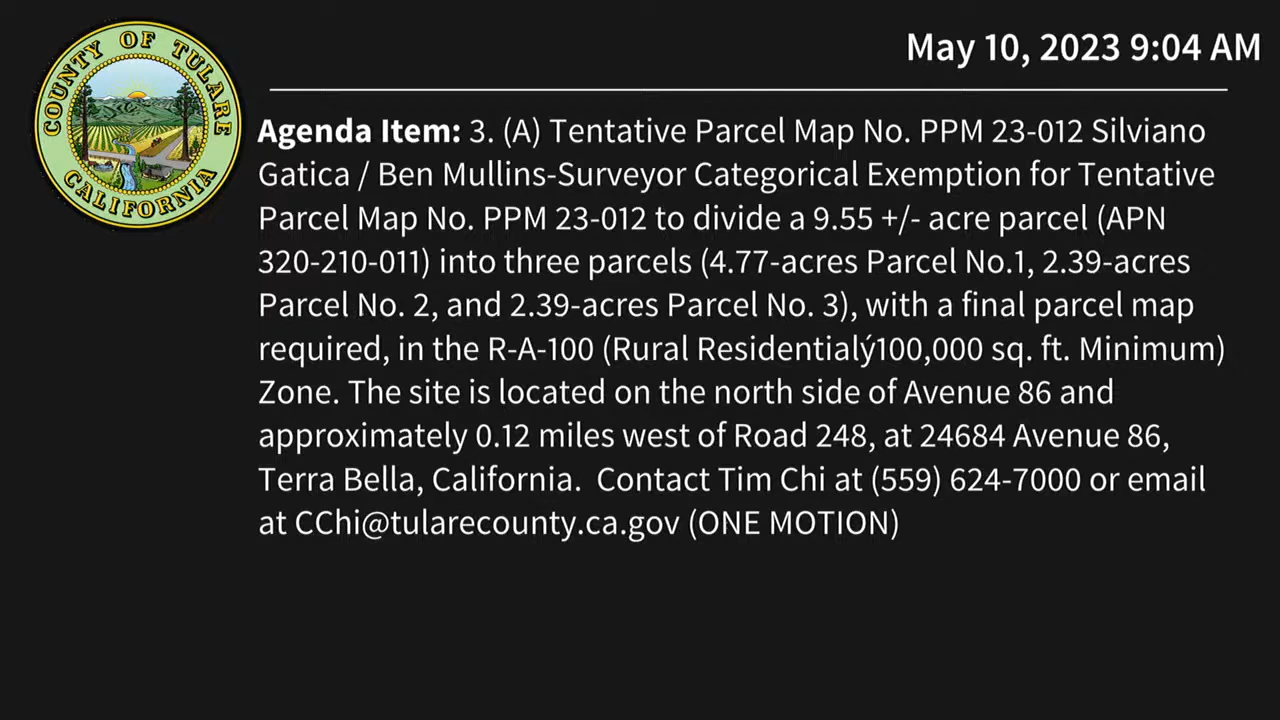 COUNTY OF TULARE
CALIFORNIA
May 10, 2023 9:04 AM
Agenda Item: 3. (A) Tentative Parcel Map No. PPM 23-012 Silviano
Gatica / Ben Mullins-Surveyor Categorical Exemption for Tentative
Parcel Map No. PPM 23-012 to divide a 9.55 +/- acre parcel (APN
320-210-011) into three parcels (4.77-acres Parcel No.1, 2.39-acres
Parcel No. 2, and 2.39-acres Parcel No. 3), with a final parcel map
required, in the R-A-100 (Rural Residentialý100,000 sq. ft. Minimum)
Zone. The site is located on the north side of Avenue 86 and
approximately 0.12 miles west of Road 248, at 24684 Avenue 86,
Terra Bella, California.  Contact Tim Chi at (559) 624-7000 or email
at CChi@tularecounty.ca.gov (ONE MOTION)